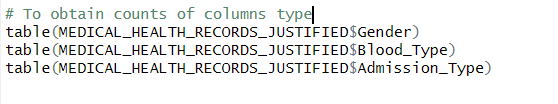 # To obtain counts of columns type
table(MEDICAL_HEALTH_RECORDS_JUSTIFIED$Gender)
table(MEDICAL_HEALTH_RECORDS_JUSTIFIED$Blood_Type)
table(MEDICAL_HEALTH_RECORDS_JUSTIFIED$Admission_Type)